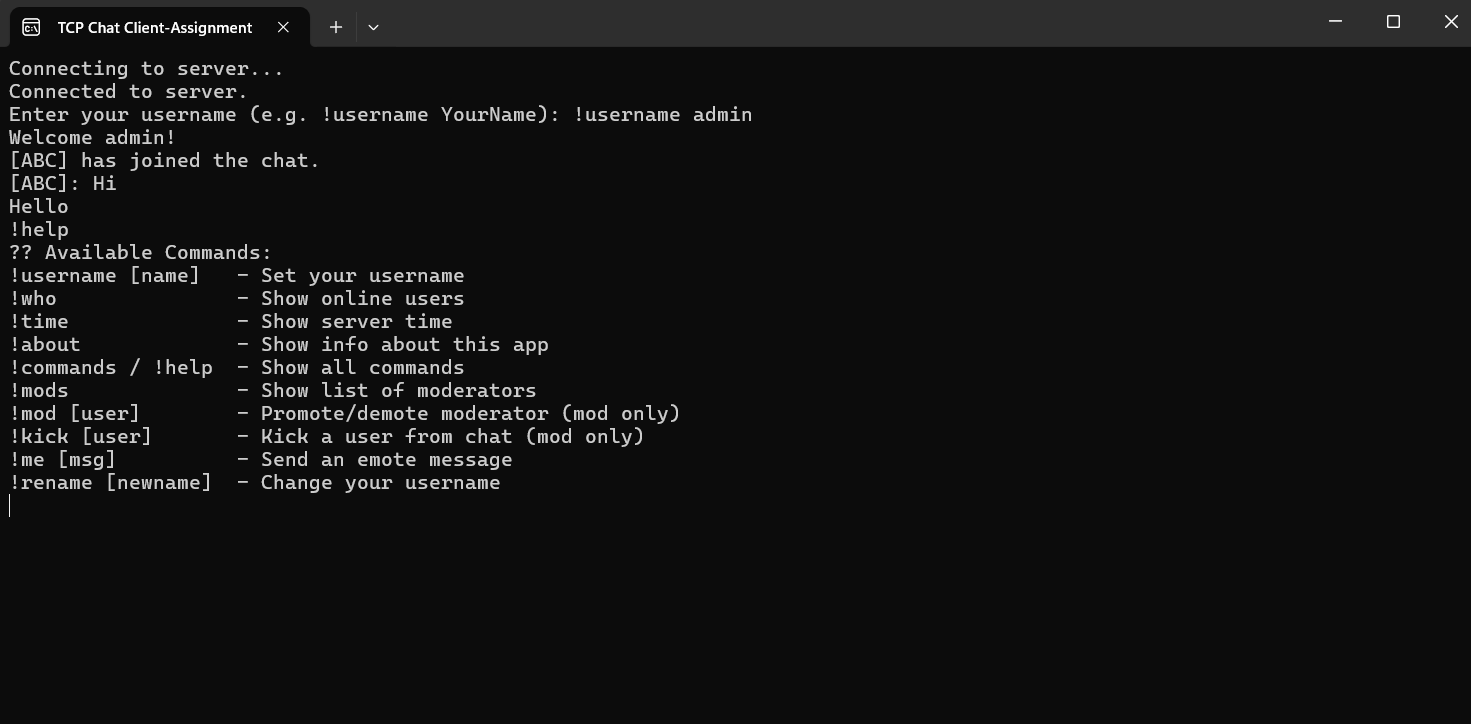 TCP Chat Client-Assignment
Connecting to server...
Connected to server.
Enter your username (e.g. !username YourName): !username admin
Welcome admin!
[ABC] has joined the chat.
[ABC]: Hi
Hello
!help
?? Available Commands:
!username [name]   - Set your username
!who               - Show online users
!time              - Show server time
!about             - Show info about this app
!commands / !help  - Show all commands
!mods              - Show list of moderators
!mod [user]        - Promote/demote moderator (mod only)
!kick [user]       - Kick a user from chat (mod only)
!me [msg]          - Send an emote message
!rename [newname]  - Change your username